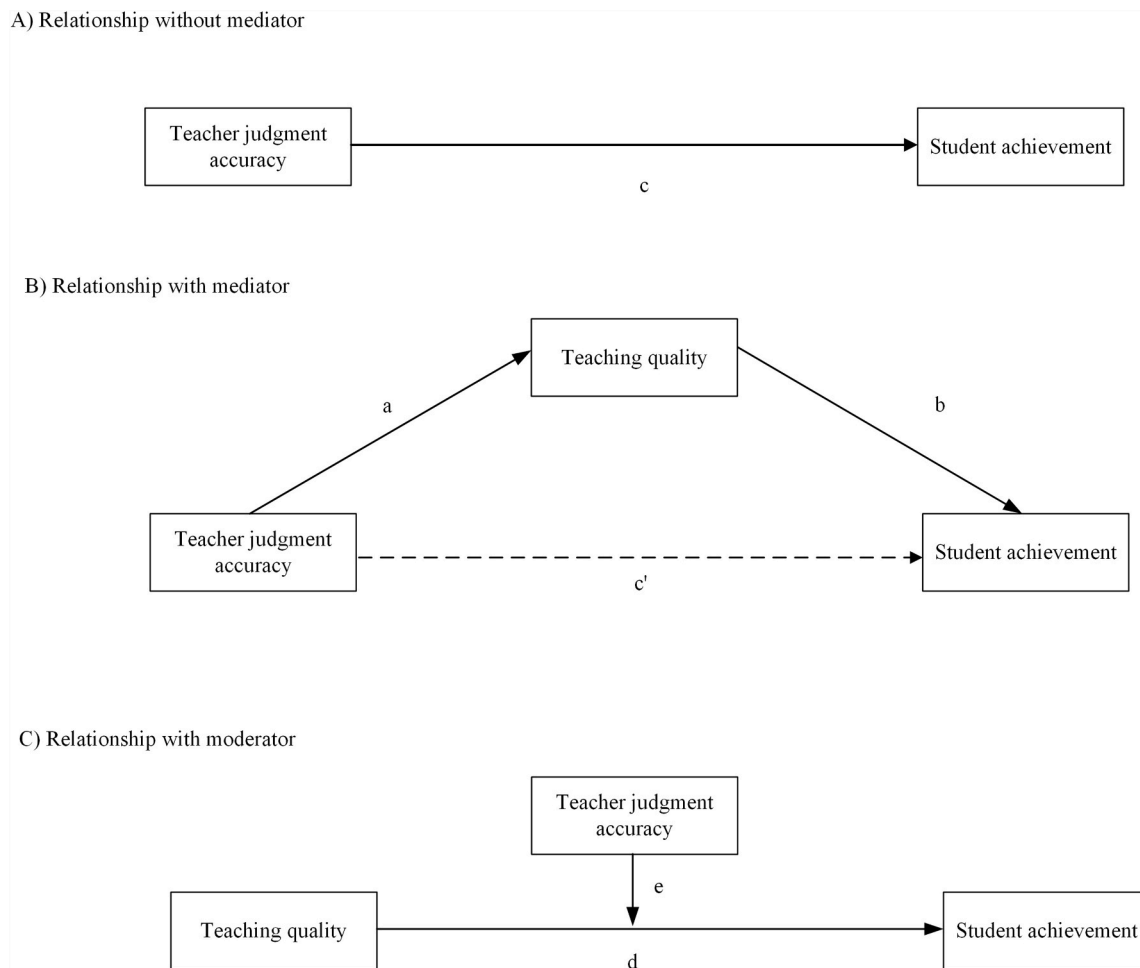 A) Relationship without mediator
Teacher judgment
accuracy
Student achievement
c
B) Relationship with mediator
Teaching quality
a
b
Teacher judgment
accuracy
Student achievement
c'
C) Relationship with moderator
Teacher judgment
accuracy
e
Teaching quality
Student achievement
d